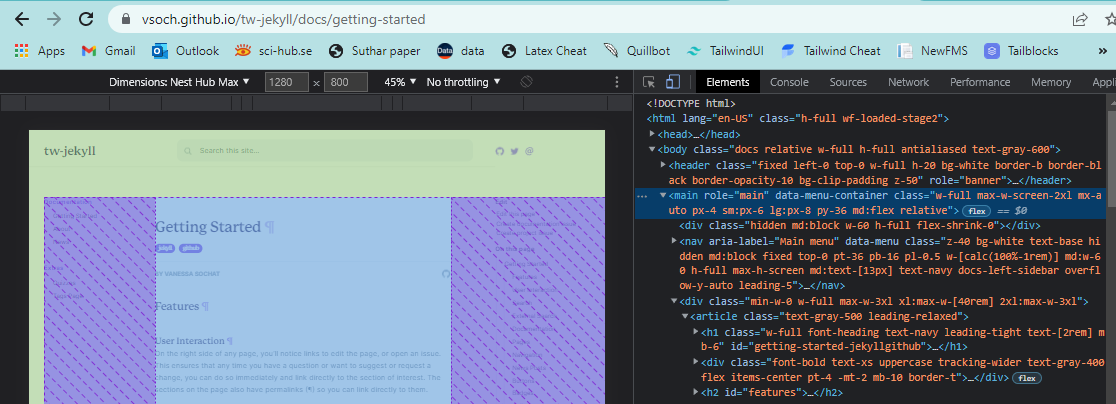 vsoch.github.io/tw-jekyll/docs/getting-started
Apps Gmail Outlook sci-hub.se Suthar paper Data data Latex Cheat Quillbot TailwindUI Tailwind Cheat NewFMS Tailblocks »
Dimensions: Nest Hub Max ▼ 1280 × 800 45% ▼ No throttling ▼
Elements Console Sources Network Performance Memory Appli
tw-jekyll
Search this site...
Getting Started ¶
jekyll github
BY VANESSA SOCHAT
Features ¶
User Interaction ¶
On the right side of any page, you'll notice links to edit the page, or open an issue.
This ensures that any time you have a question or want to suggest or request a
change, you can do so immediately and link directly to the section of interest. The
sections on the page also have permalinks (¶) so you can link directly to them.
<!DOCTYPE html>
<html lang="en-US" class="h-full wf-loaded-stage2">
<head>…</head>
<body class="docs relative w-full h-full antialiased text-gray-600">
<header class="fixed left-0 top-0 w-full h-20 bg-white border-b border-bl
ack border-opacity-10 bg-clip-padding z-50" role="banner">…</header>
<main role="main" data-menu-container class="w-full max-w-screen-2xl mx-a
uto px-4 sm:px-6 lg:px-8 py-36 md:flex relative"> flex == $0
<div class="hidden md:block w-60 h-full flex-shrink-0"></div>
<nav aria-label="Main menu" data-menu class="z-40 bg-white text-base
hidden md:block fixed top-0 pt-36 pb-16 pl-0.5 w-[calc(100%-1rem)] md:w-6
0 h-full max-h-screen md:text-[13px] text-navy docs-left-sidebar overfl
ow-y-auto leading-5">…</nav>
<div class="min-w-0 w-full max-w-3xl xl:max-w-[40rem] 2xl:max-w-3xl">
<article class="text-gray-500 leading-relaxed">
<h1 class="w-full font-heading text-navy leading-tight text-[2rem] m
b-6" id="getting-started-jekyllgithub">…</h1>
<div class="font-bold text-xs uppercase tracking-wider text-gray-400
flex items-center pt-4 -mt-2 mb-10 border-t">…</div> flex
<h2 id="features">…</h2>